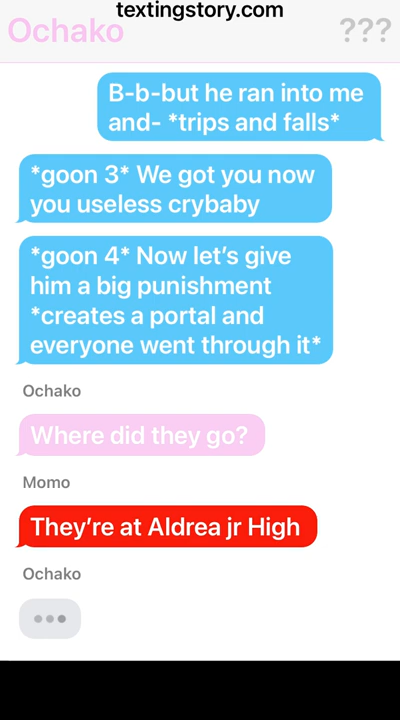 textingstory.com
Ochako
???
B-b-but he ran into me
and- *trips and falls*
*goon 3* We got you now
you useless crybaby
*goon 4* Now let’s give
him a big punishment
*creates a portal and
everyone went through it*
Ochako
Where did they go?
Momo
They’re at Aldrea jr High
Ochako